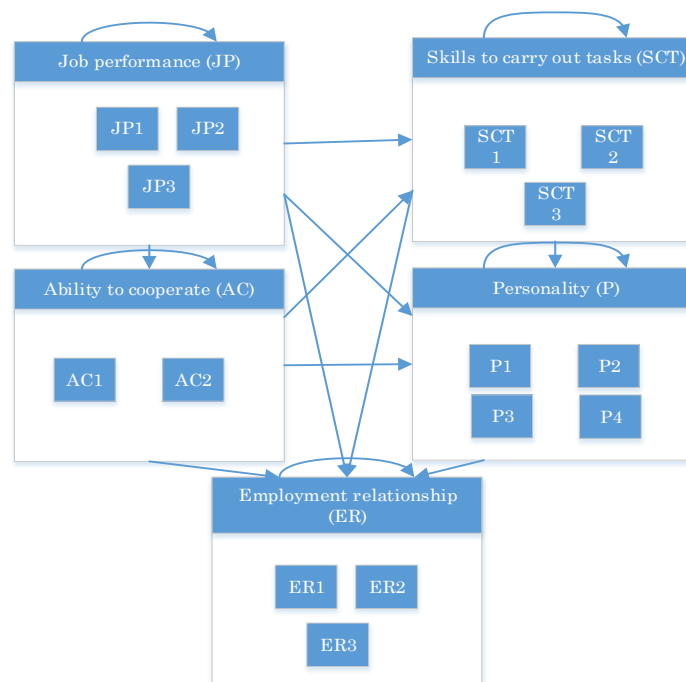 Job performance (JP)
JP1
JP2
JP3
Skills to carry out tasks (SCT)
SCT
1
SCT
2
SCT
3
Ability to cooperate (AC)
AC1
AC2
Personality (P)
P1
P2
P3
P4
Employment relationship
(ER)
ER1
ER2
ER3